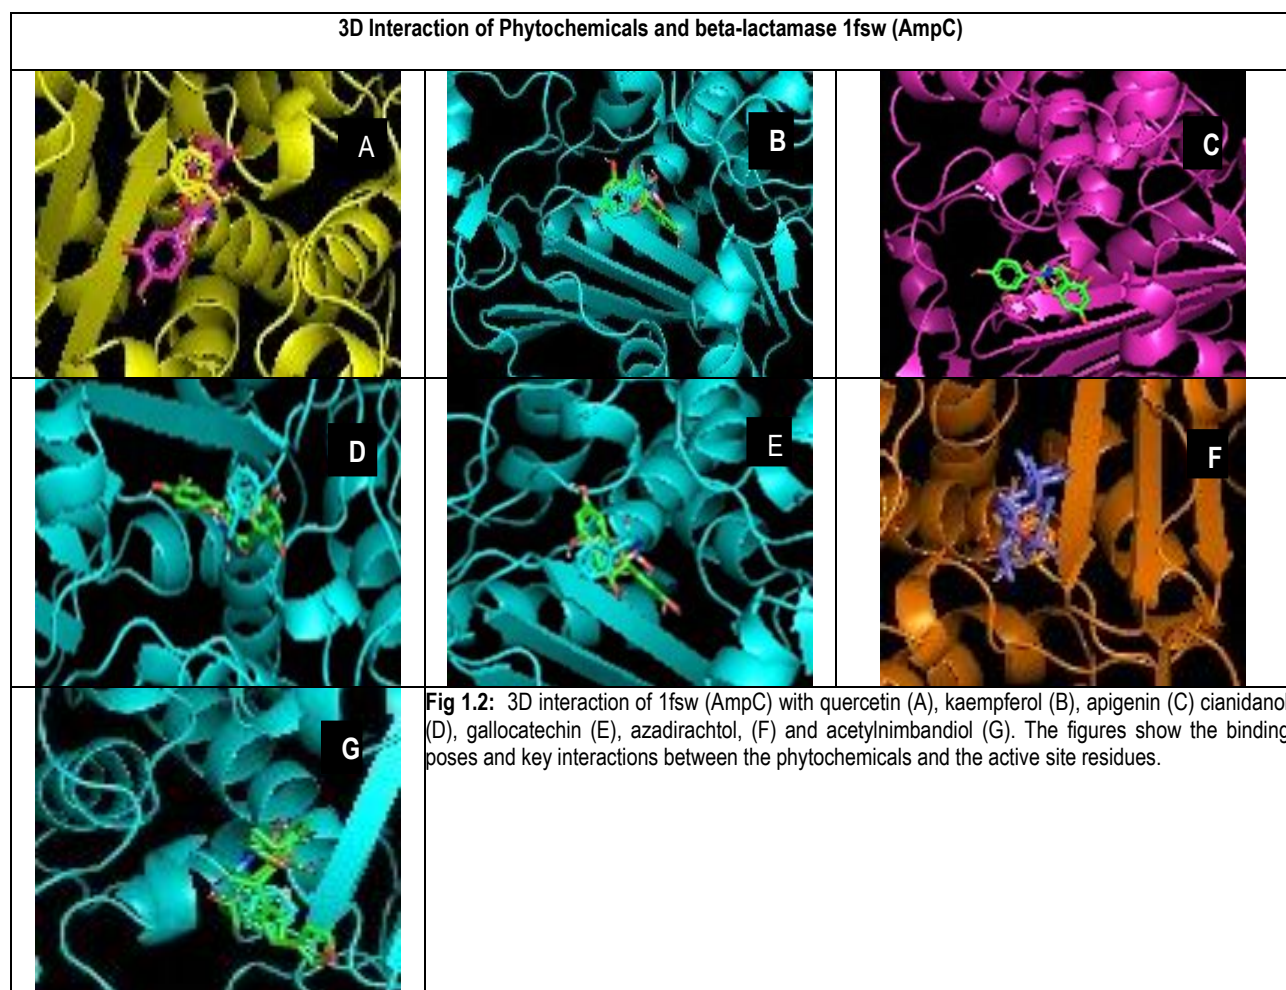 3D Interaction of Phytochemicals and beta-lactamase 1fsw (AmpC)
A
B
C
D
E
F
G
Fig 1.2: 3D interaction of 1fsw (AmpC) with quercetin (A), kaempferol (B), apigenin (C) cianidanol
(D), gallocatechin (E), azadirachtol, (F) and acetylnimbandiol (G). The figures show the binding
poses and key interactions between the phytochemicals and the active site residues.